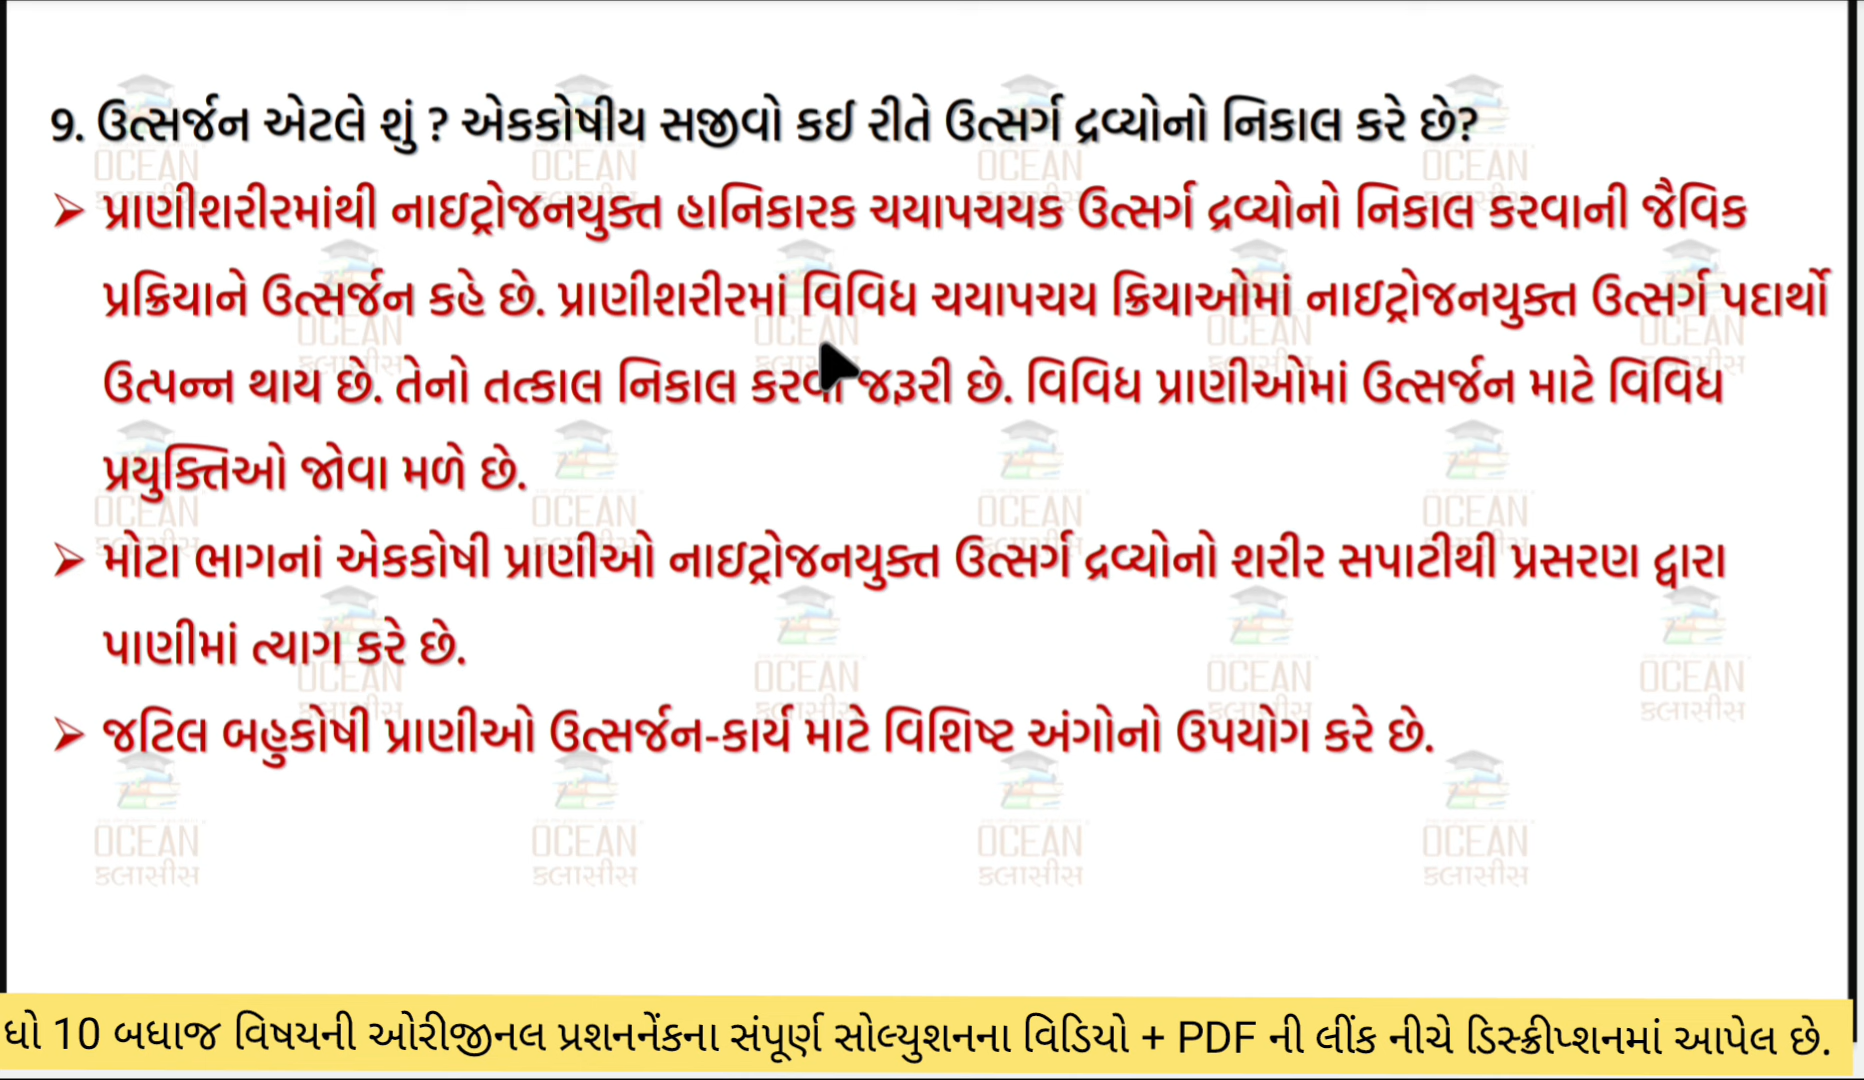 9. ઉત્સર્જન એટલે શું ? એકકોષીય સજીવો કઈ રીતે ઉત્સર્ગ દ્રવ્યોનો નિકાલ કરે છે?
➢ પ્રાણીશરીરમાંથી નાઇટ્રોજનયુક્ત હાનિકારક ચયાપચયક ઉત્સર્ગ દ્રવ્યોનો નિકાલ કરવાની જૈવિક
પ્રક્રિયાને ઉત્સર્જન કહે છે. પ્રાણીશરીરમાં વિવિધ ચયાપચય ક્રિયાઓમાં નાઇટ્રોજનયુક્ત ઉત્સર્ગ પદાર્થો
ઉત્પન્ન થાય છે. તેનો તત્કાલ નિકાલ જરૂરી છે. વિવિધ પ્રાણીઓમાં ઉત્સર્જન માટે વિવિધ
પ્રયુક્તિઓ જોવા મળે છે.
➢ મોટા ભાગનાં એકકોષી પ્રાણીઓ નાઇટ્રોજનયુક્ત ઉત્સર્ગ દ્રવ્યોનો શરીર સપાટીથી પ્રસરણ દ્વારા
પાણીમાં ત્યાગ કરે છે.
➢ જટિલ બહુકોષી પ્રાણીઓ ઉત્સર્જન-કાર્ય માટે વિશિષ્ટ અંગોનો ઉપયોગ કરે છે.
OCEAN
ક્લાસીસ
ધો 10 બધાજ વિષયની ઓરીજીનલ પ્રશનનેંકના સંપૂર્ણ સોલ્યુશનના વિડિયો + PDF ની લીંક નીચે ડિસ્ક્રીપ્શનમાં આપેલ છે.